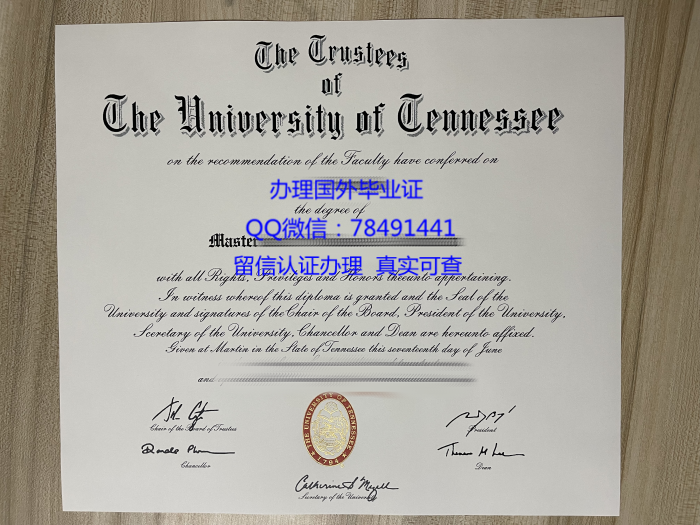 The Trustees
of
The University of Tennessee
on the recommendation of the Faculty have conferred on
办理国外毕业证
the degree of
QQ微信：78491441
Master
留信认证办理 真实可查
with all Rights, Privileges and Honors thereunto appertaining.
In witness whereof this diploma is granted and the Seal of the
University and signatures of the Chair of the Board, President of the University,
Secretary of the University, Chancellor and Dean are hereunto affixed.
Given at Martin in the State of Tennessee this seventeenth day of June
and
Chair of the Board of Trustees
President
Chancellor
Dean
THE UNIVERSITY OF TENNESSEE
1794
Secretary of the University